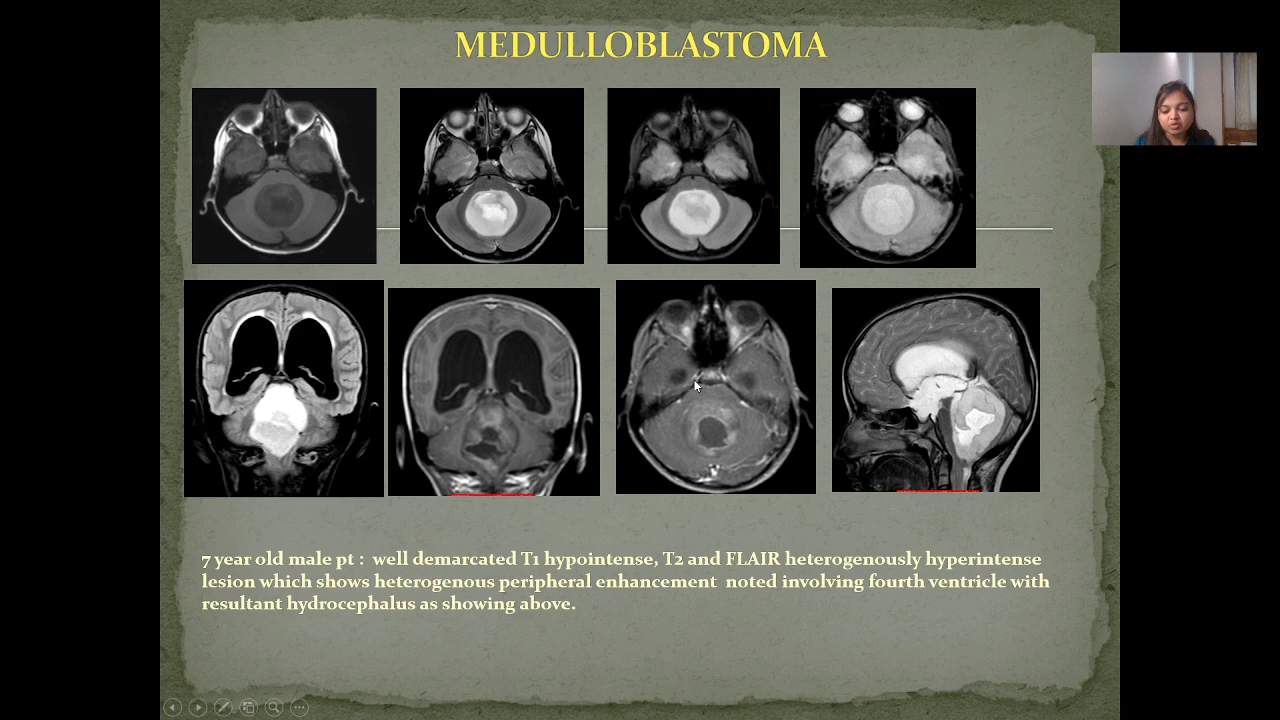 MEDULLOBLASTOMA
7 year old male pt : well demarcated T1 hypointense, T2 and FLAIR heterogenously hyperintense
lesion which shows heterogenous peripheral enhancement noted involving fourth ventricle with
resultant hydrocephalus as showing above.